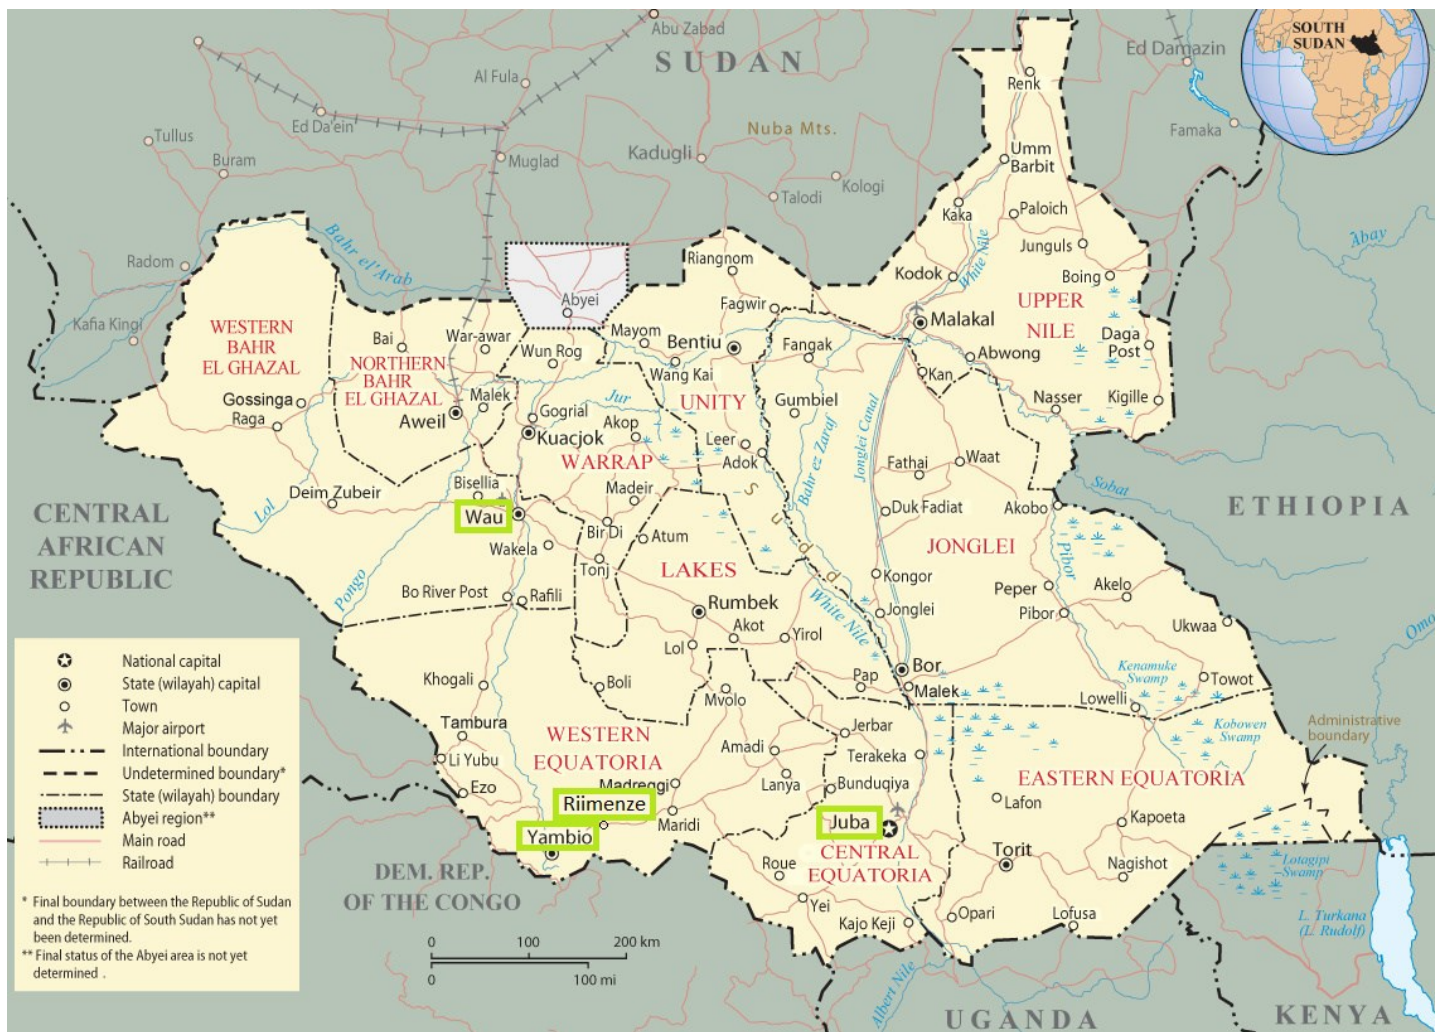 Abu Zabad
SUDAN
Ed Damazin
SOUTH
SUDAN
Al Fula
Renk
Ed Da'ein
Tullus
Nuba Mts.
Famaka
Buram
Muglad
Kadugli
Umm
Barbit
Talodi
Kologi
Kaka
Paloich
White Nile
Bahr el'Arab
Radom
Riangnom
Junguls
Abay
Kodok
Boing
Kafia Kingi
Abyei
Fagwir
UPPER
NILE
Malakal
WESTERN
BAHR
EL GHAZAL
Bai
War-awar
Mayom
Bentiu
Daga
Post
Wun Rog
Fangak
Abwong
NORTHERN
BAHR
EL GHAZAL
Wang Kai
Kan
Gossinga
Malek
Jur
UNITY
Gumbiel
Nasser
Kigille
Raga
Aweil
Gogrial
Akop
Kuacjok
Leer
Bahr ez Zaraf
Jonglei Canal
WARRAP
Adok
Fathai
Waat
Bisellia
Madeir
Sudd
Sobat
ETHIOPIA
Deim Zubeir
Lol
Wau
Bir Di
Duk Fadiat
Akobo
CENTRAL
AFRICAN
REPUBLIC
Wakela
Atum
JONGLEI
Pibor
Tonj
LAKES
Kongor
Peper
Akelo
Pongo
Bo River Post
Rafili
Rumbek
White Nile
Jonglei
Pibor
Ukwaa
Omo
Akot
Yirol
Lol
National capital
State (wilayah) capital
Town
Major airport
International boundary
Undetermined boundary*
State (wilayah) boundary
Abyei region**
Main road
Railroad
* Final boundary between the Republic of Sudan
and the Republic of South Sudan has not yet
been determined.
** Final status of the Abyei area is not yet
determined .
Khogali
Boli
Mvolo
Pap
Bor
Malek
Kenamuke
Swamp
Towot
Lowelli
Tambura
WESTERN
EQUATORIA
Jerbar
Kobowen
Swamp
Administrative
boundary
Li Yubu
Amadi
Terakeka
EASTERN EQUATORIA
Ezo
Madreggi
Lanya
Bunduqiya
Lafon
Riimenze
Maridi
Juba
Kapoeta
Yambio
CENTRAL
EQUATORIA
Torit
Roue
Nagishot
Lotagipi
Swamp
DEM. REP.
OF THE CONGO
Yei
Kajo Keji
Opari
Lofusa
L. Turkana
(L. Rudolf)
0 100 200 km
0 100 mi
Albert Nile
UGANDA
KENYA